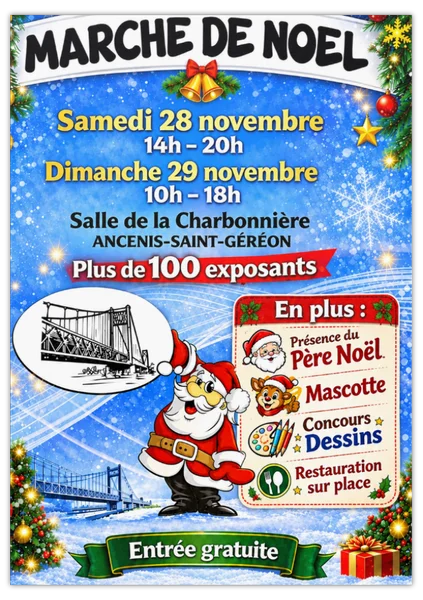 MARCHE DE NOEL
Samedi 28 novembre
14h – 20h
Dimanche 29 novembre
10h – 18h
Salle de la Charbonnière
ANCENIS-SAINT-GÉRÉON
Plus de 100 exposants
En plus :
Présence du
Père Noël
Mascotte
Concours
Dessins
Restauration
sur place
Entrée gratuite